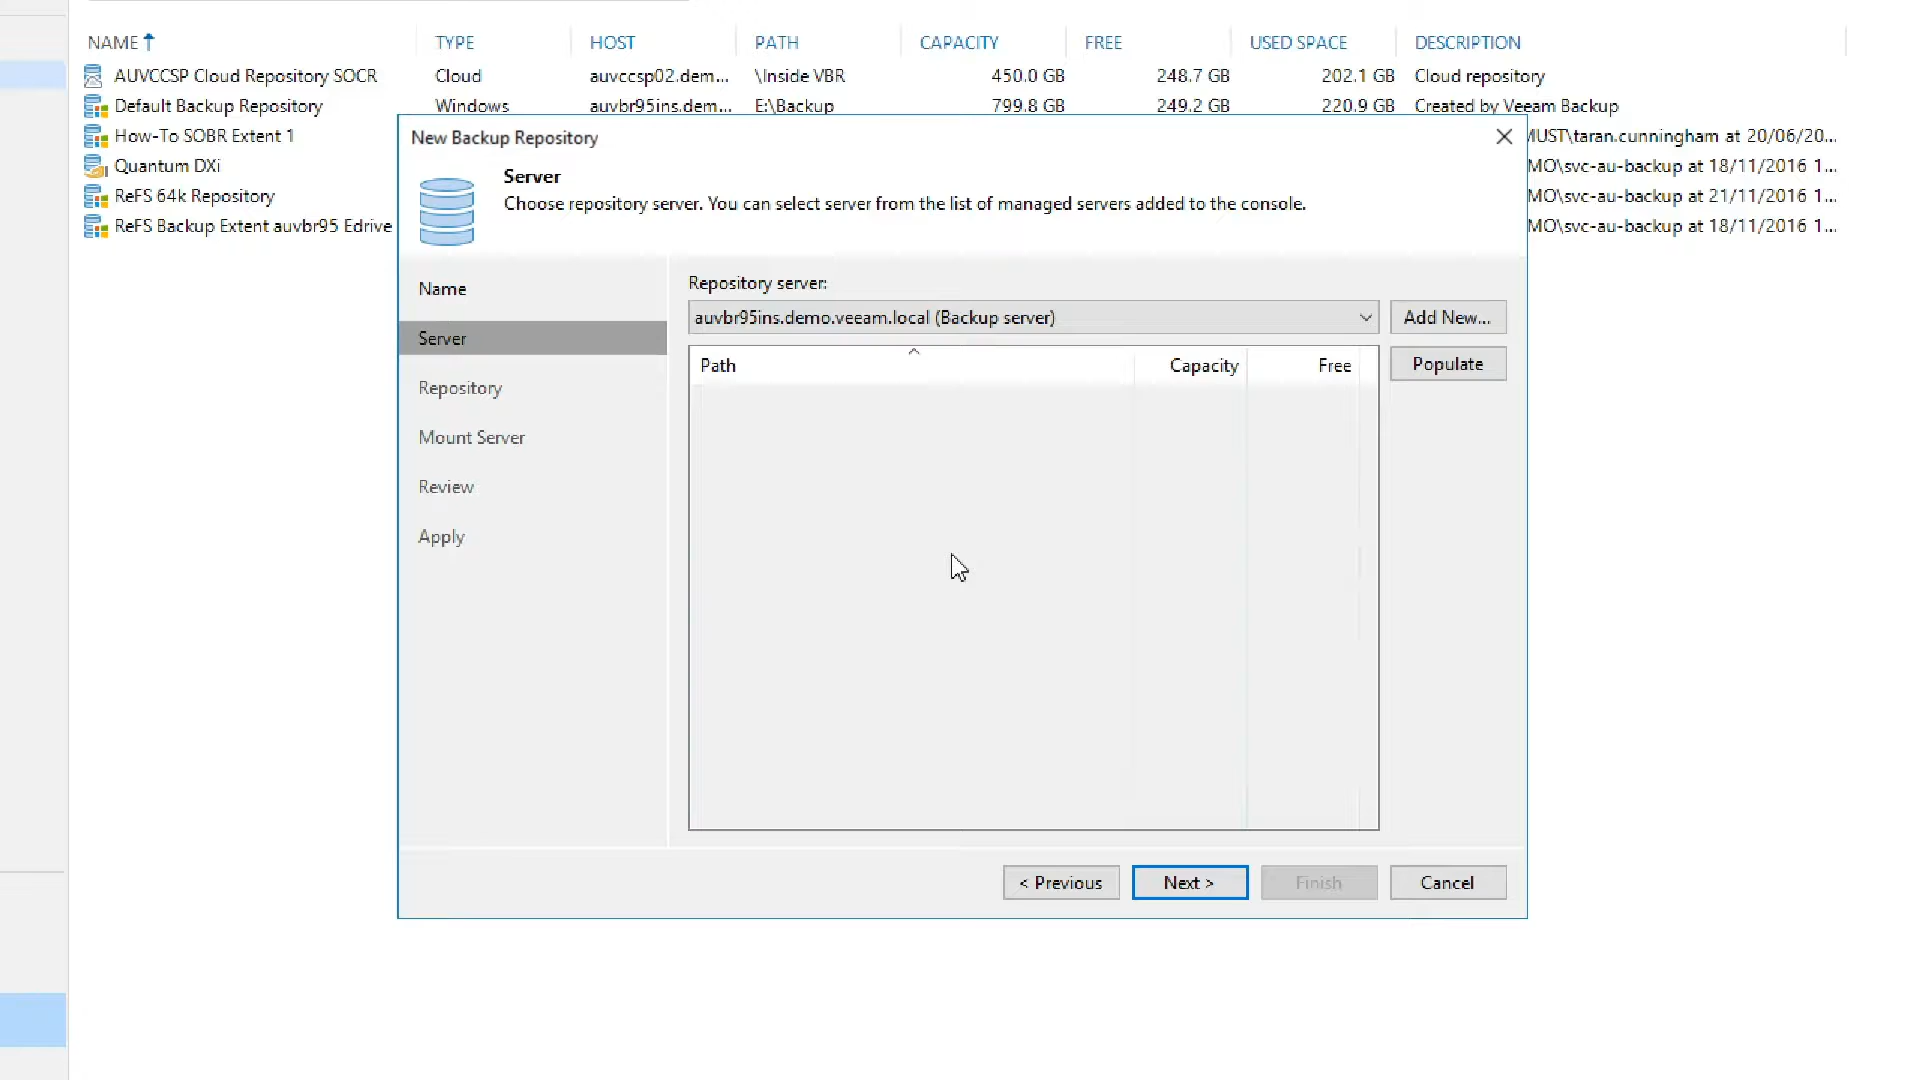 NAME TYPE HOST PATH CAPACITY FREE USED SPACE DESCRIPTION
AUVCCSP Cloud Repository SOCR Cloud auvccsp02.dem... \Inside VBR 450.0 GB 248.7 GB 202.1 GB Cloud repository
Default Backup Repository Windows auvbr95ins.dem... E:\Backup 799.8 GB 249.2 GB 220.9 GB Created by Veeam Backup
How-To SOBR Extent 1 MUST\taran.cunningham at 20/06/20...
Quantum DXi MO\svc-au-backup at 18/11/2016 1...
ReFS 64k Repository MO\svc-au-backup at 21/11/2016 1...
ReFS Backup Extent auvbr95 Edrive MO\svc-au-backup at 18/11/2016 1...
New Backup Repository
Server
Choose repository server. You can select server from the list of managed servers added to the console.
Name
Server
Repository
Mount Server
Review
Apply
Repository server:
auvbr95ins.demo.veeam.local (Backup server) Add New...
Path Capacity Free Populate
< Previous Next > Finish Cancel